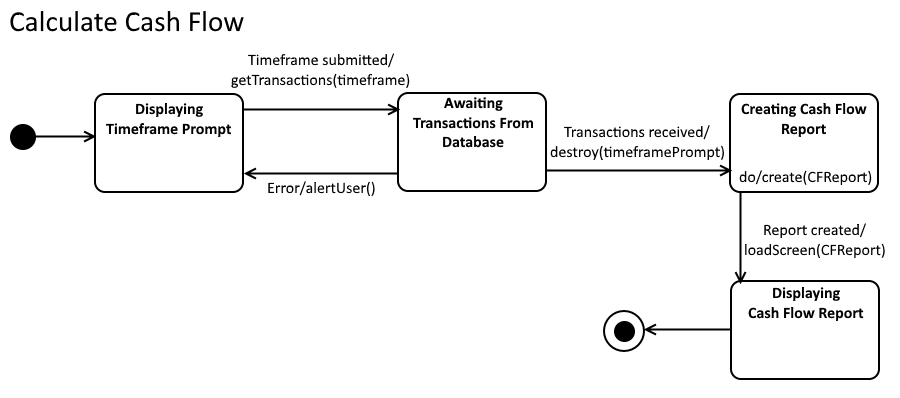 Calculate Cash Flow
Timeframe submitted/
getTransactions(timeframe)
Displaying
Timeframe Prompt
Awaiting
Transactions From
Database
Error/alertUser()
Transactions received/
destroy(timeframePrompt)
Creating Cash Flow
Report
do/create(CFReport)
Report created/
loadScreen(CFReport)
Displaying
Cash Flow Report